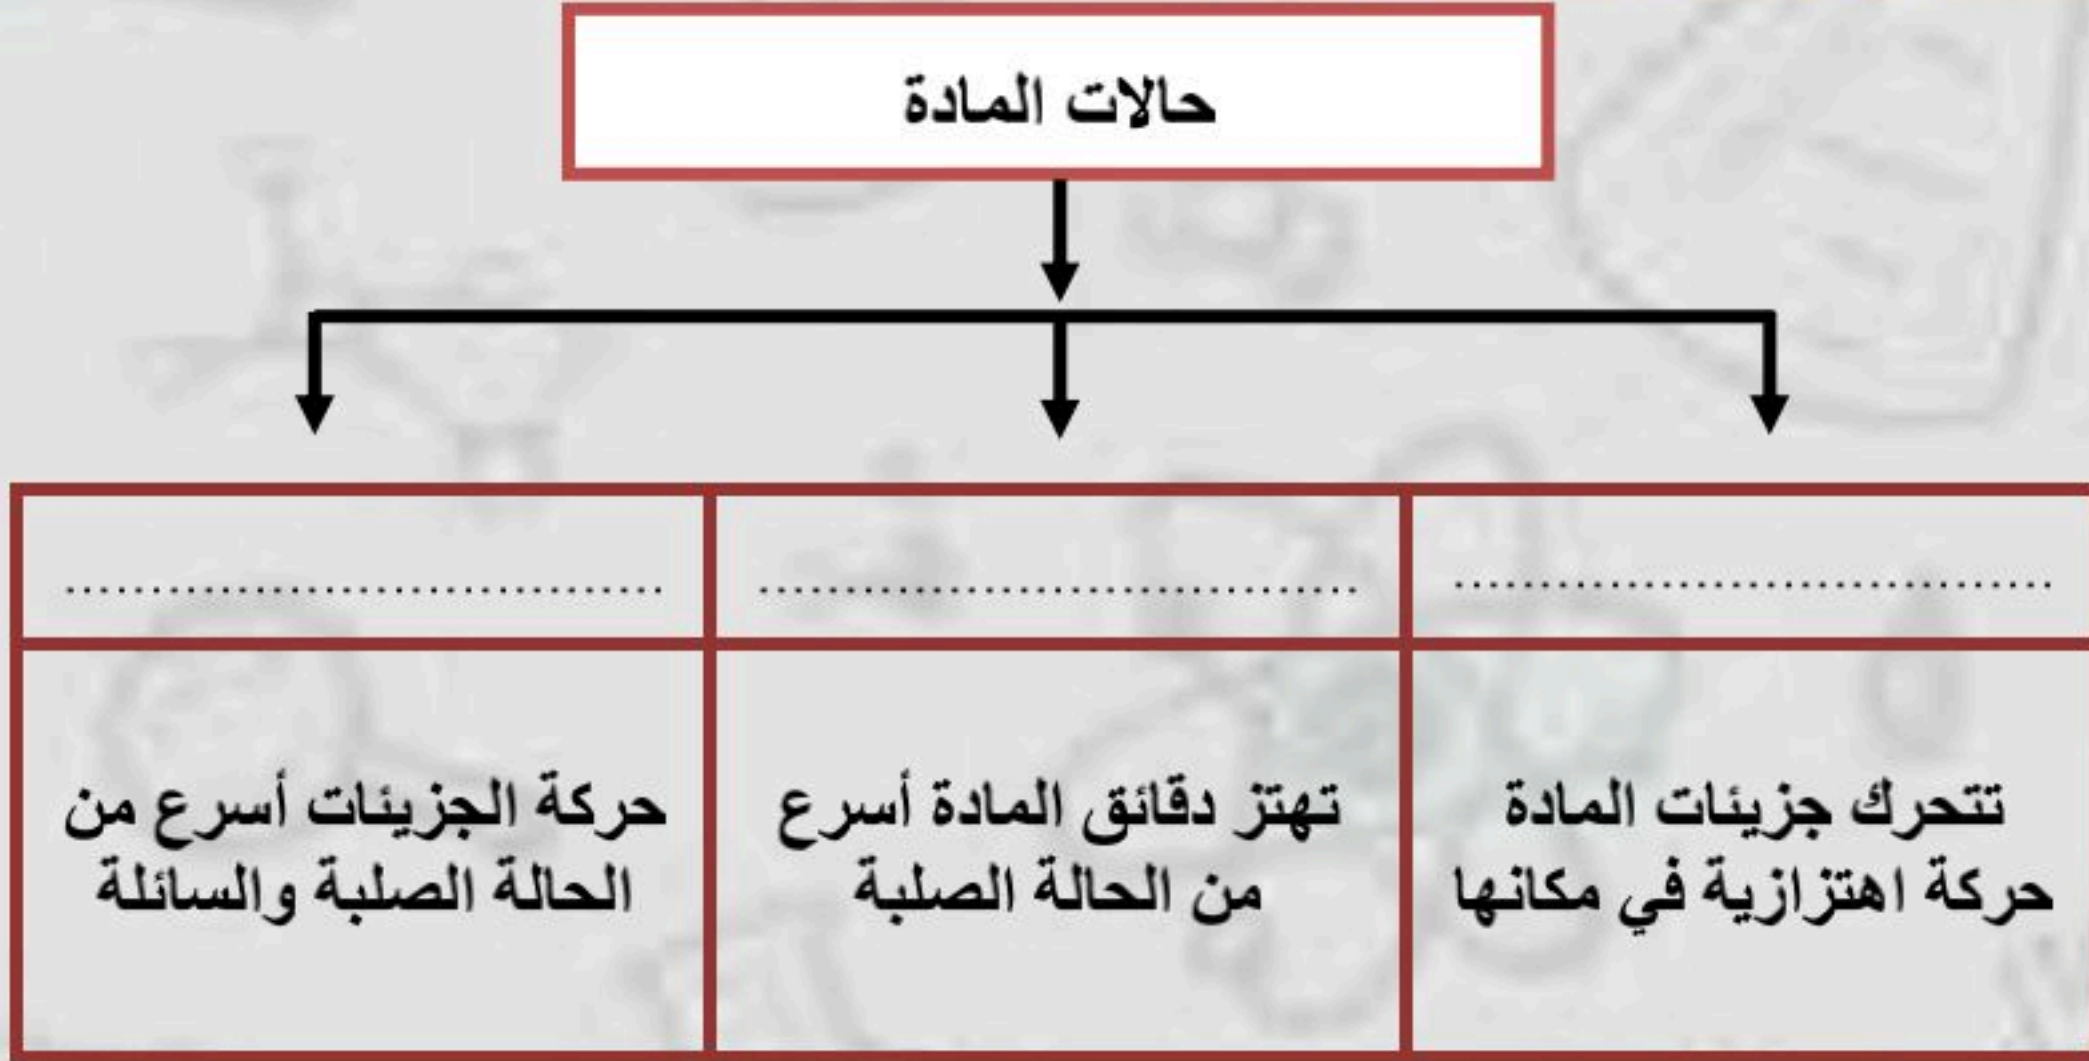 حالات المادة
.................................
.................................
.................................
تتحرك جزيئات المادة
حركة اهتزازية في مكانها
تهتز دقائق المادة أسرع
من الحالة الصلبة
حركة الجزيئات أسرع من
الحالة الصلبة والسائلة